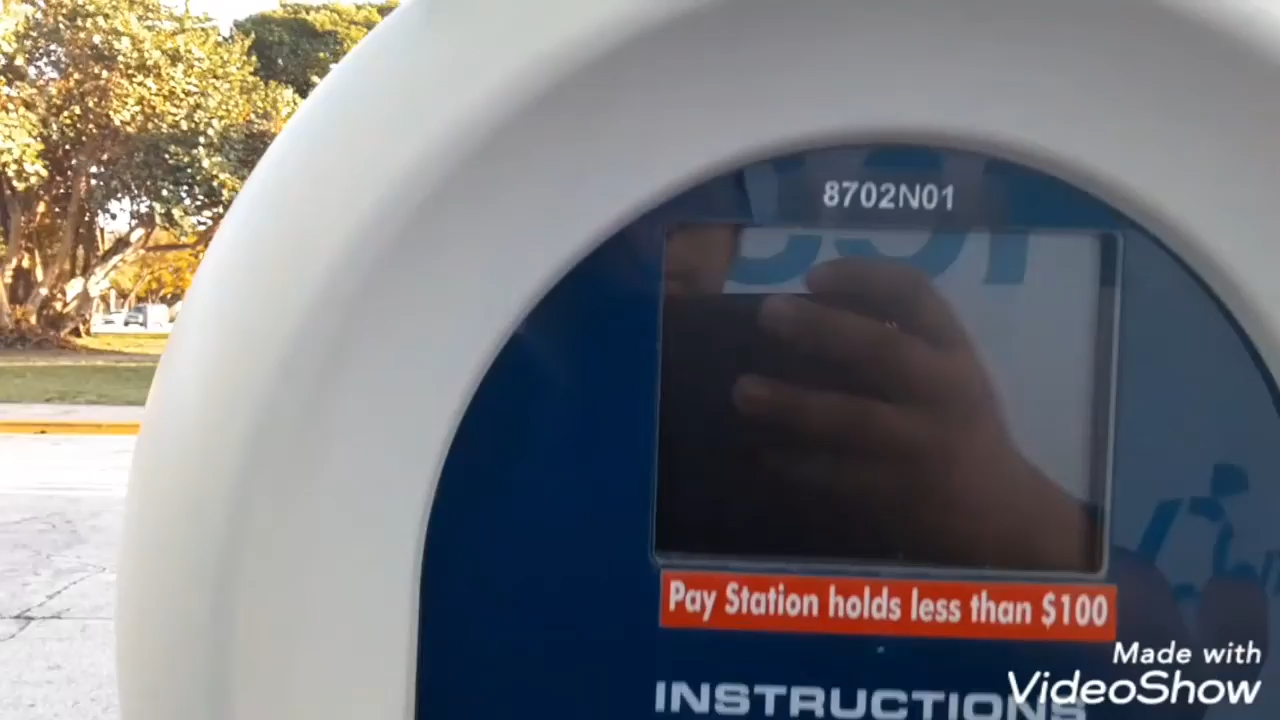 8702N01
Pay Station holds less than $100
INSTRUCTIONS
Made with
VideoShow